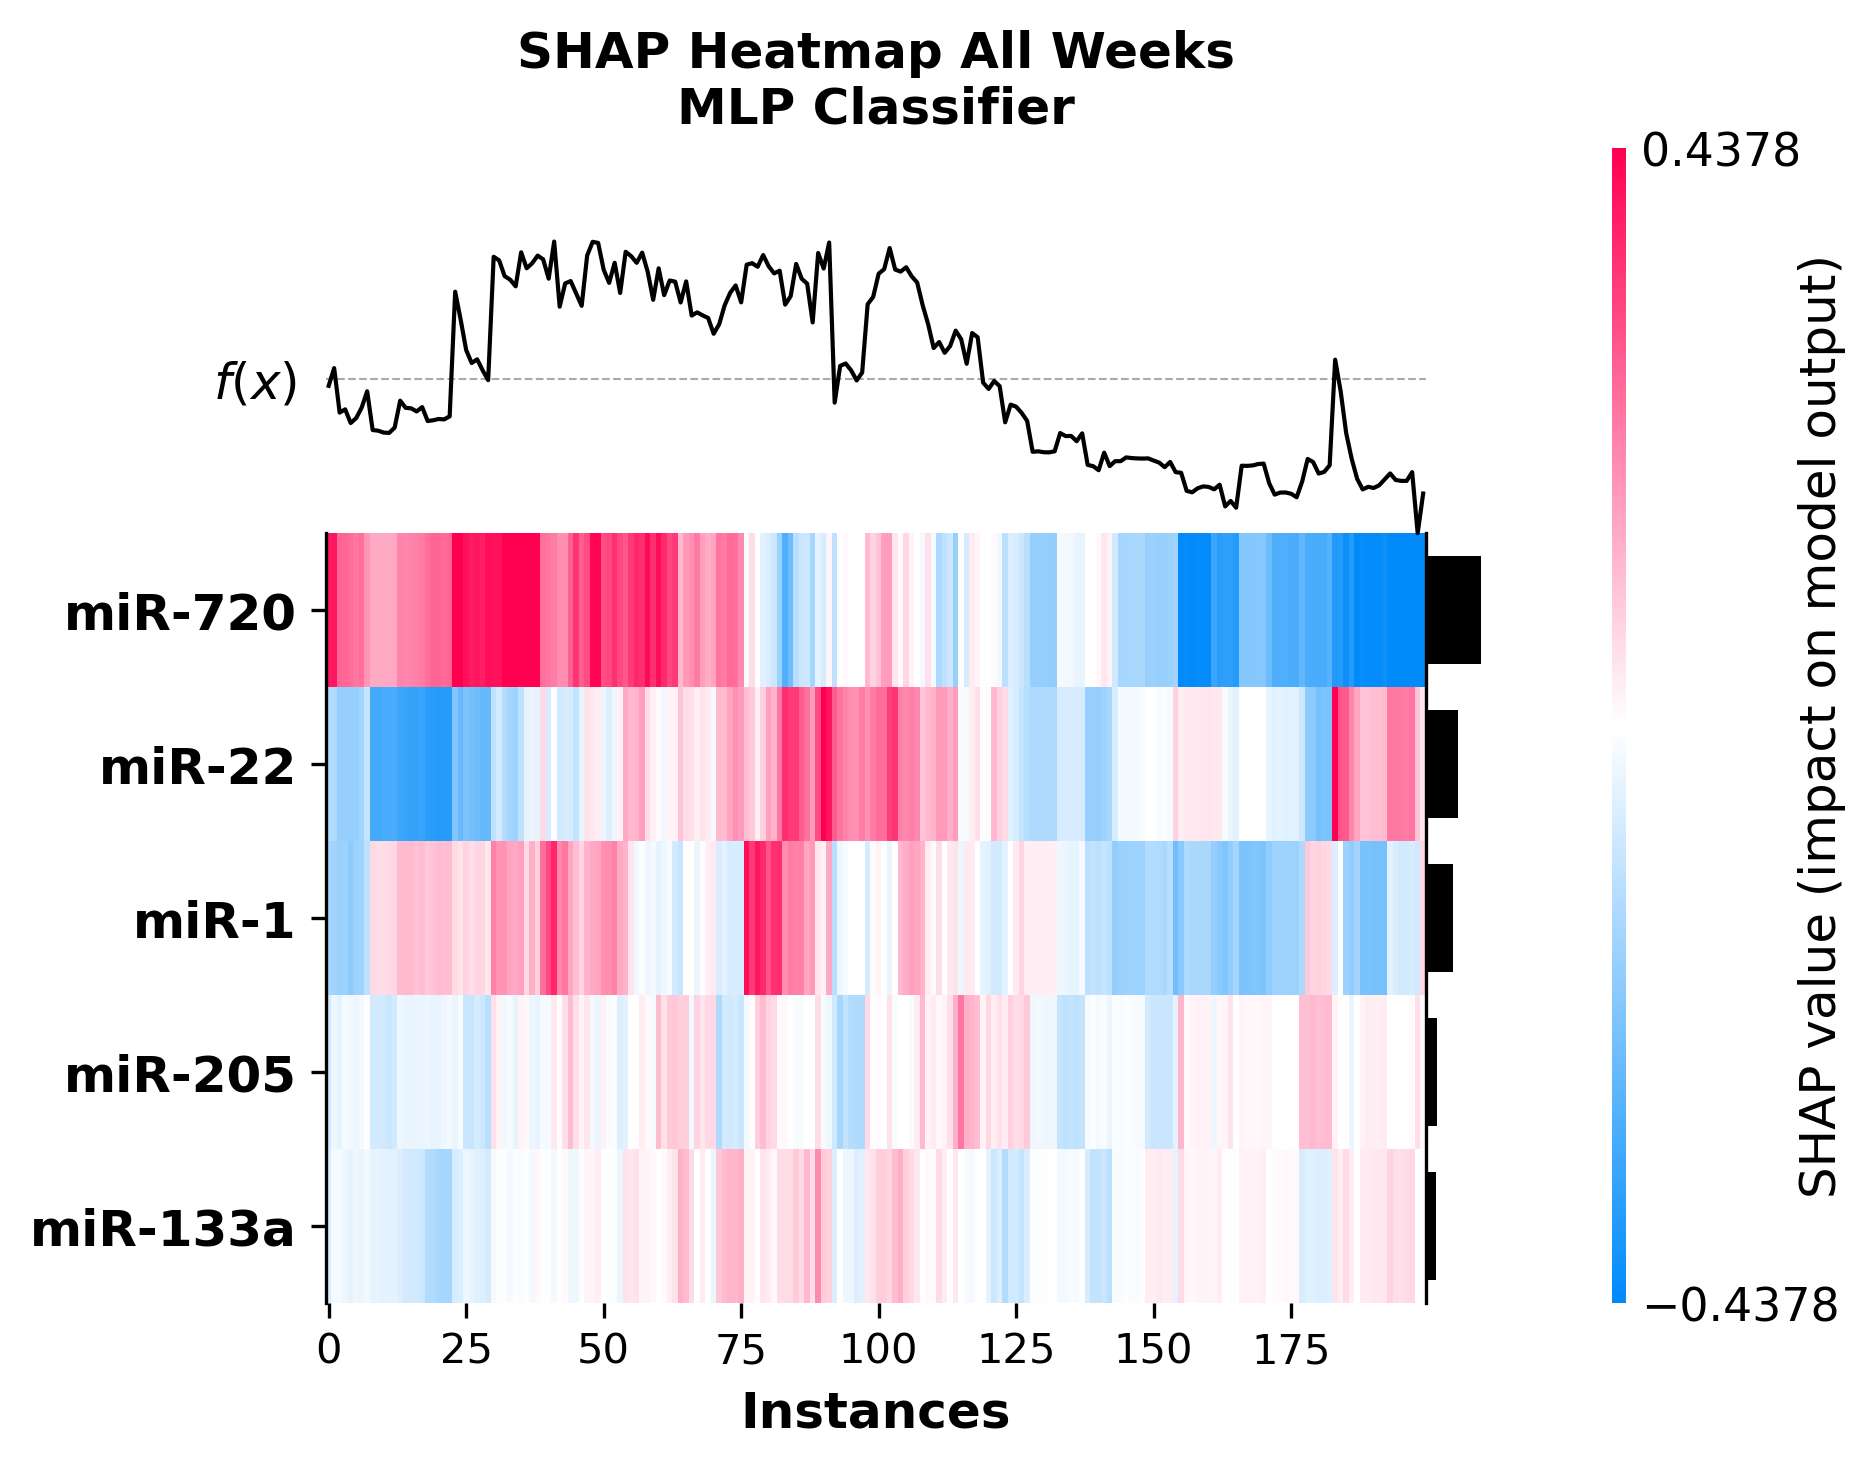 SHAP Heatmap All Weeks
MLP Classifier
0.4378
f(x)
miR-720
miR-22
miR-1
miR-205
miR-133a
SHAP value (impact on model output)
−0.4378
0 25 50 75 100 125 150 175
Instances